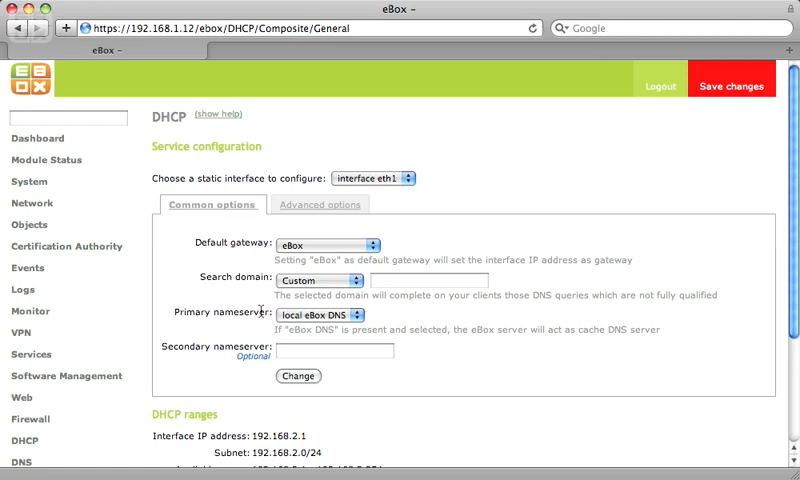 eBox -
https://192.168.1.12/ebox/DHCP/Composite/General
Google
eBox -
EBOX
Logout
Save changes
DHCP (show help)
Dashboard
Module Status
System
Network
Objects
Certification Authority
Events
Logs
Monitor
VPN
Services
Software Management
Web
Firewall
DHCP
DNS
Service configuration
Choose a static interface to configure: interface eth1
Common options Advanced options
Default gateway: eBox
Setting "eBox" as default gateway will set the interface IP address as gateway
Search domain: Custom
The selected domain will complete on your clients those DNS queries which are not fully qualified
Primary nameserver: local eBox DNS
If "eBox DNS" is present and selected, the eBox server will act as cache DNS server
Secondary nameserver:
Optional
Change
DHCP ranges
Interface IP address: 192.168.2.1
Subnet: 192.168.2.0/24